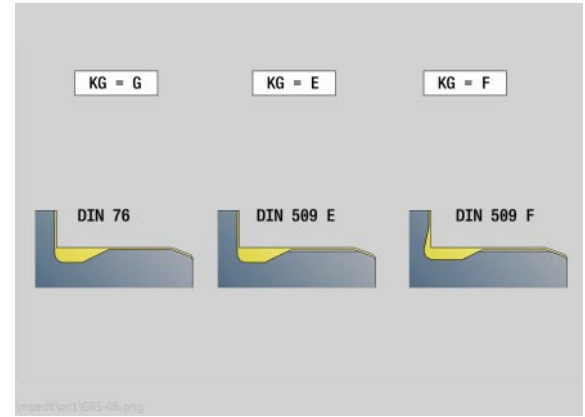 KG = G KG = E KG = F
DIN 76 DIN 509 E DIN 509 F